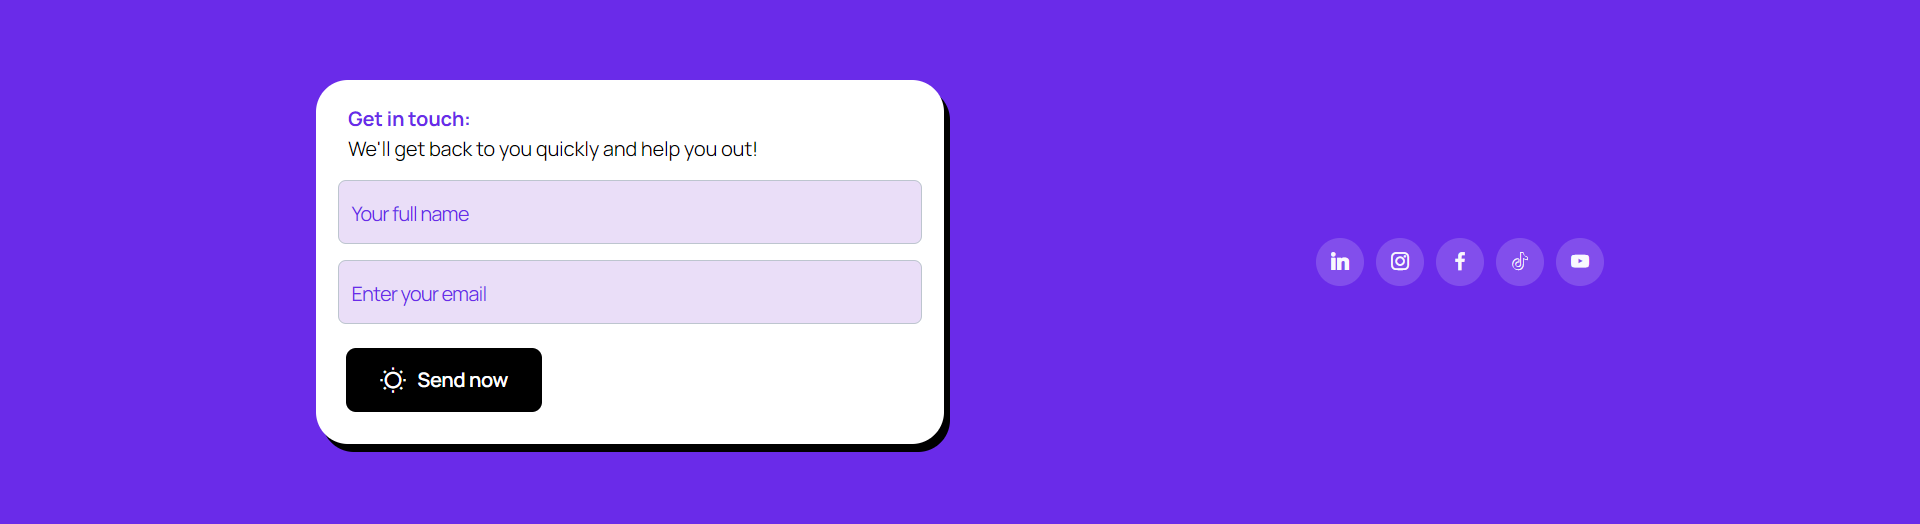 Get in touch:
We'll get back to you quickly and help you out!
Your full name
Enter your email
Send now